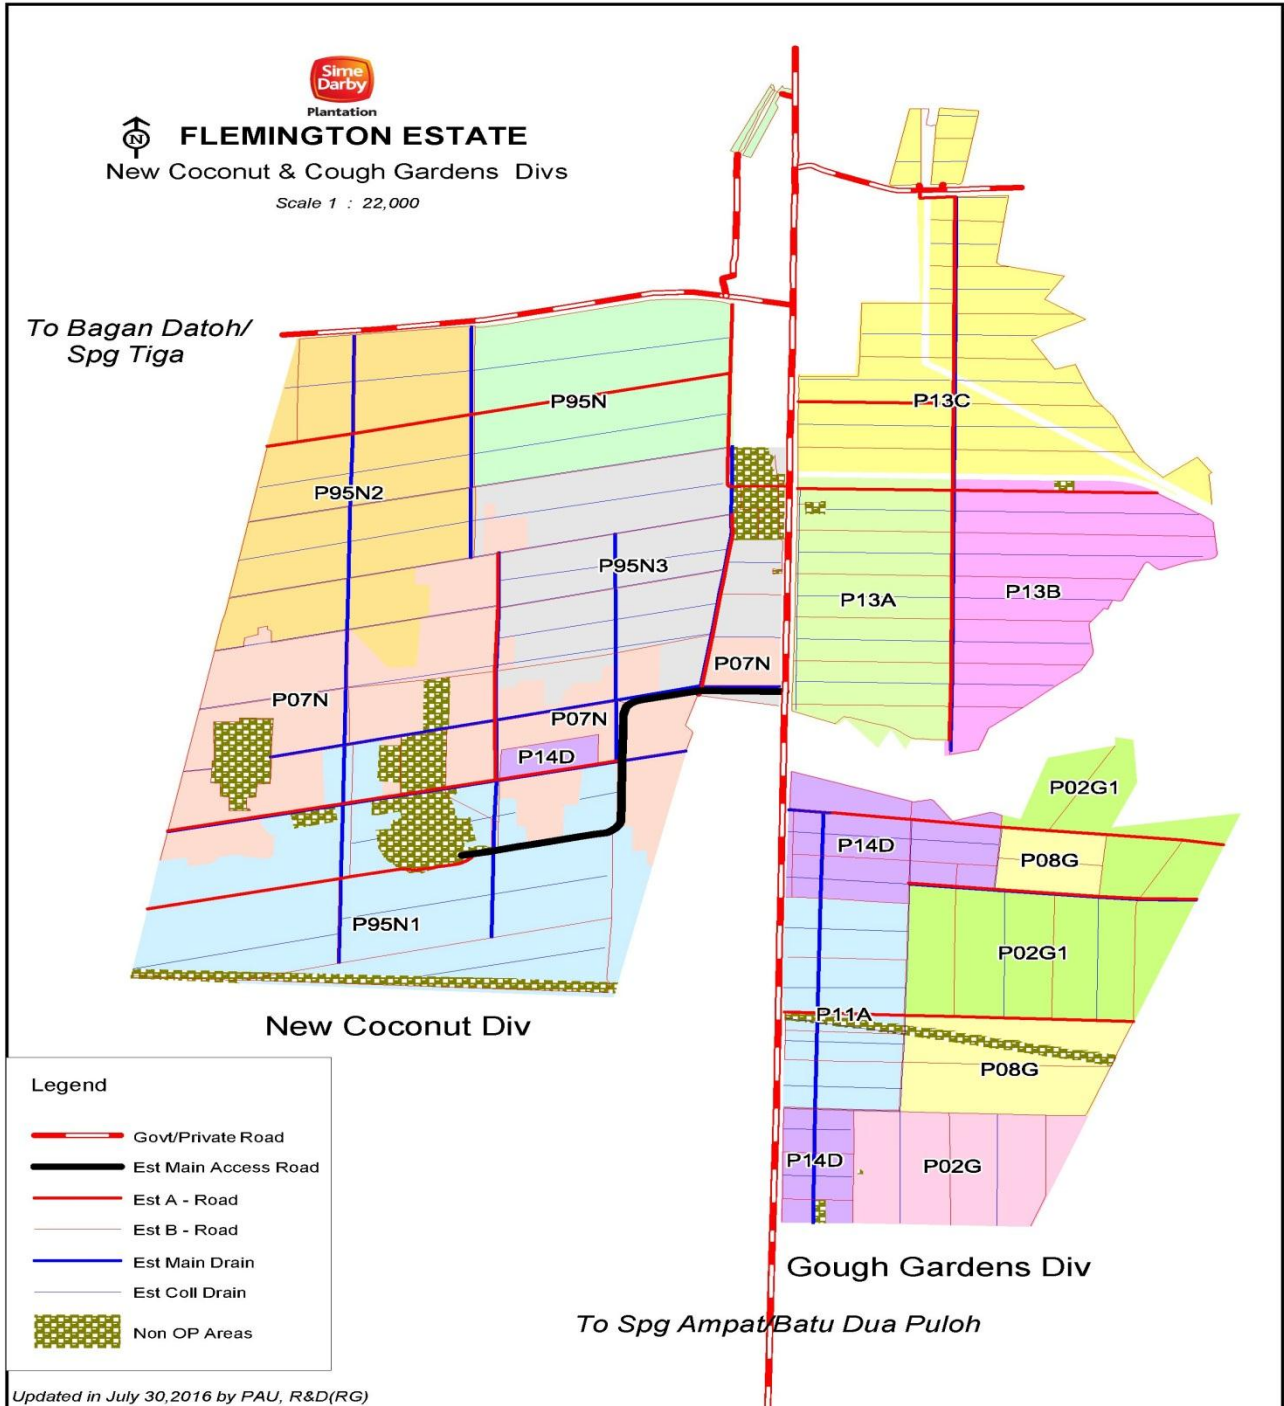 Sime
Darby
Plantation
N
FLEMINGTON ESTATE
New Coconut & Cough Gardens Divs
Scale 1 : 22,000
To Bagan Datoh/
Spg Tiga
P95N
P13C
P95N2
P95N3
P13A
P13B
P07N
P07N
P07N
P14D
P02G1
P14D
P08G
P95N1
P02G1
P11A
New Coconut Div
P08G
P14D
P02G
Gough Gardens Div
To Spg Ampat/Batu Dua Puloh
Legend
Govt/Private Road
Est Main Access Road
Est A - Road
Est B - Road
Est Main Drain
Est Coll Drain
Non OP Areas
Updated in July 30,2016 by PAU, R&D(RG)